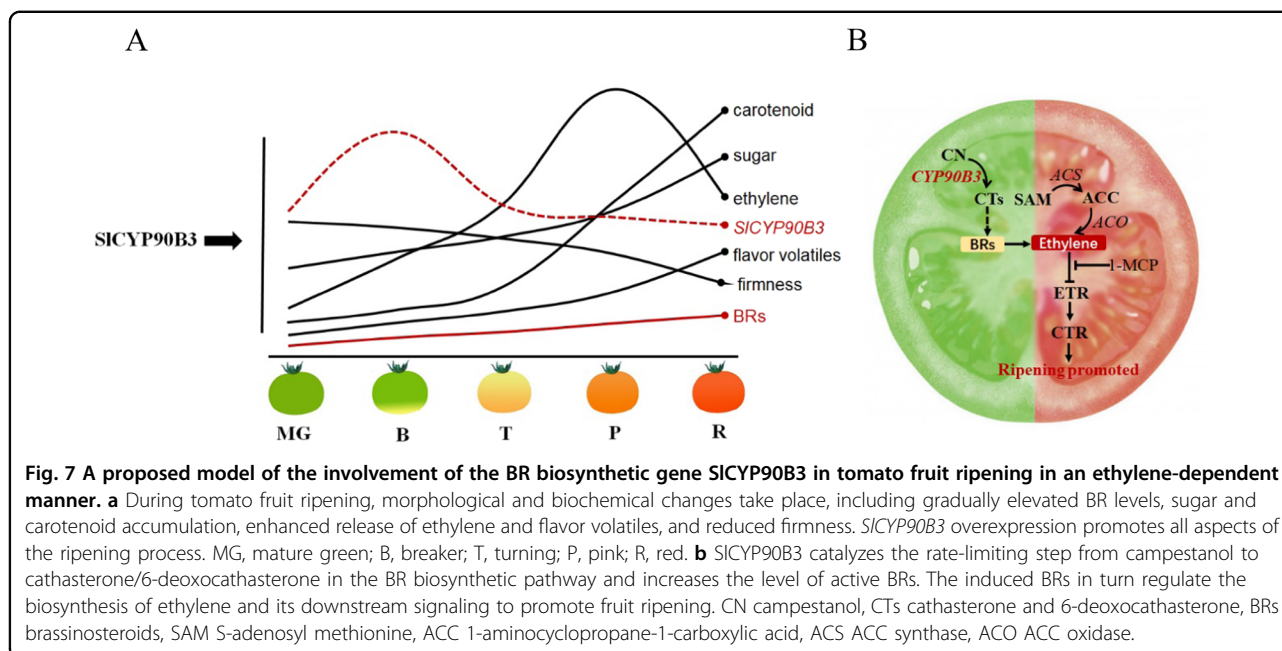 A
B
carotenoid
sugar
ethylene
SlCYP90B3
flavor volatiles
firmness
BRs
SlCYP90B3
MG
B
T
P
R
CN
CYP90B3
CTs
SAM
ACS
ACC
ACO
BRs
Ethylene
1-MCP
ETR
CTR
Ripening promoted
Fig. 7 A proposed model of the involvement of the BR biosynthetic gene SlCYP90B3 in tomato fruit ripening in an ethylene-dependent
manner. a During tomato fruit ripening, morphological and biochemical changes take place, including gradually elevated BR levels, sugar and
carotenoid accumulation, enhanced release of ethylene and flavor volatiles, and reduced firmness. SlCYP90B3 overexpression promotes all aspects of
the ripening process. MG, mature green; B, breaker; T, turning; P, pink; R, red. b SlCYP90B3 catalyzes the rate-limiting step from campestanol to
cathasterone/6-deoxocathasterone in the BR biosynthetic pathway and increases the level of active BRs. The induced BRs in turn regulate the
biosynthesis of ethylene and its downstream signaling to promote fruit ripening. CN campestanol, CTs cathasterone and 6-deoxocathasterone, BRs
brassinosteroids, SAM S-adenosyl methionine, ACC 1-aminocyclopropane-1-carboxylic acid, ACS ACC synthase, ACO ACC oxidase.